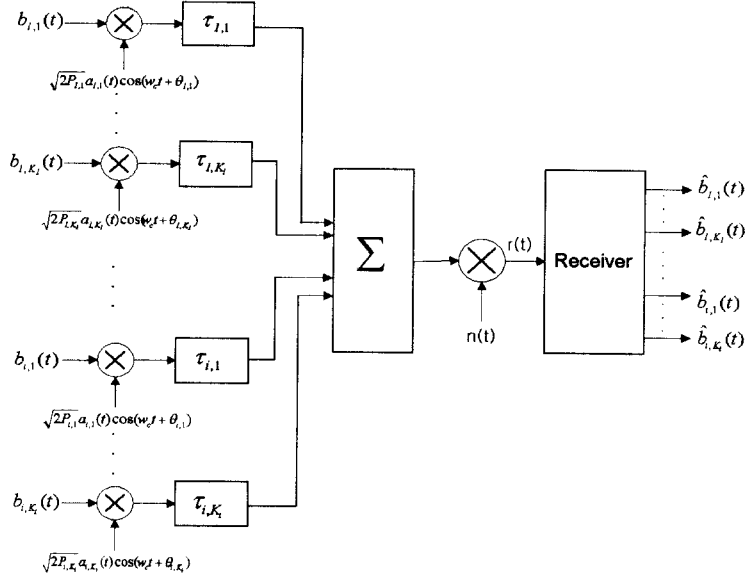 b_{1,1}(t)
τ_{1,1}
√2P_{1,1} a_{1,1}(t)cos(w_c t + θ_{1,1})
b_{1,K_1}(t)
τ_{1,K_1}
√2P_{1,K_1} a_{1,K_1}(t)cos(w_c t + θ_{1,K_1})
Σ
r(t)
n(t)
Receiver
b̂_{1,1}(t)
b̂_{1,K_1}(t)
b̂_{i,1}(t)
b̂_{i,K_i}(t)
b_{i,1}(t)
τ_{i,1}
√2P_{i,1} a_{i,1}(t)cos(w_c t + θ_{i,1})
b_{i,K_i}(t)
τ_{i,K_i}
√2P_{i,K_i} a_{i,K_i}(t)cos(w_c t + θ_{i,K_i})